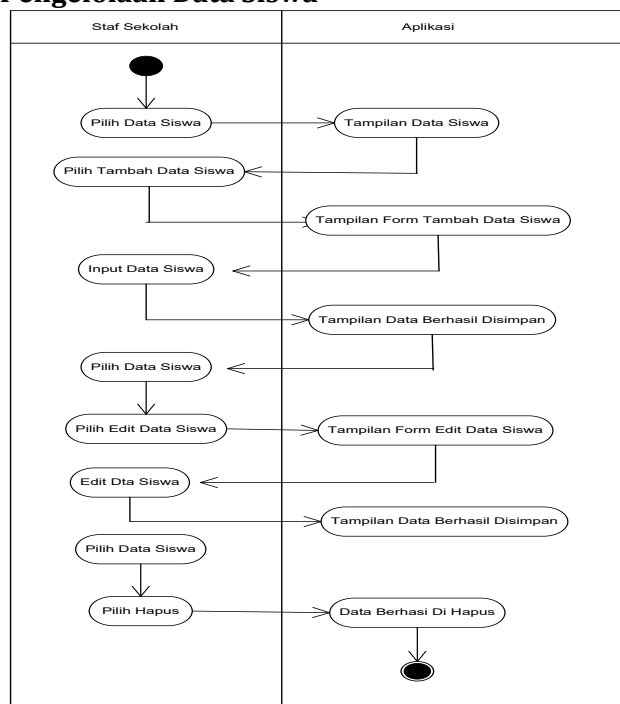 Pengelolaan Data Siswa
Staf Sekolah
Aplikasi
Pilih Data Siswa
Tampilan Data Siswa
Pilih Tambah Data Siswa
Tampilan Form Tambah Data Siswa
Input Data Siswa
Tampilan Data Berhasil Disimpan
Pilih Data Siswa
Pilih Edit Data Siswa
Tampilan Form Edit Data Siswa
Edit Dta Siswa
Tampilan Data Berhasil Disimpan
Pilih Data Siswa
Pilih Hapus
Data Berhasi Di Hapus